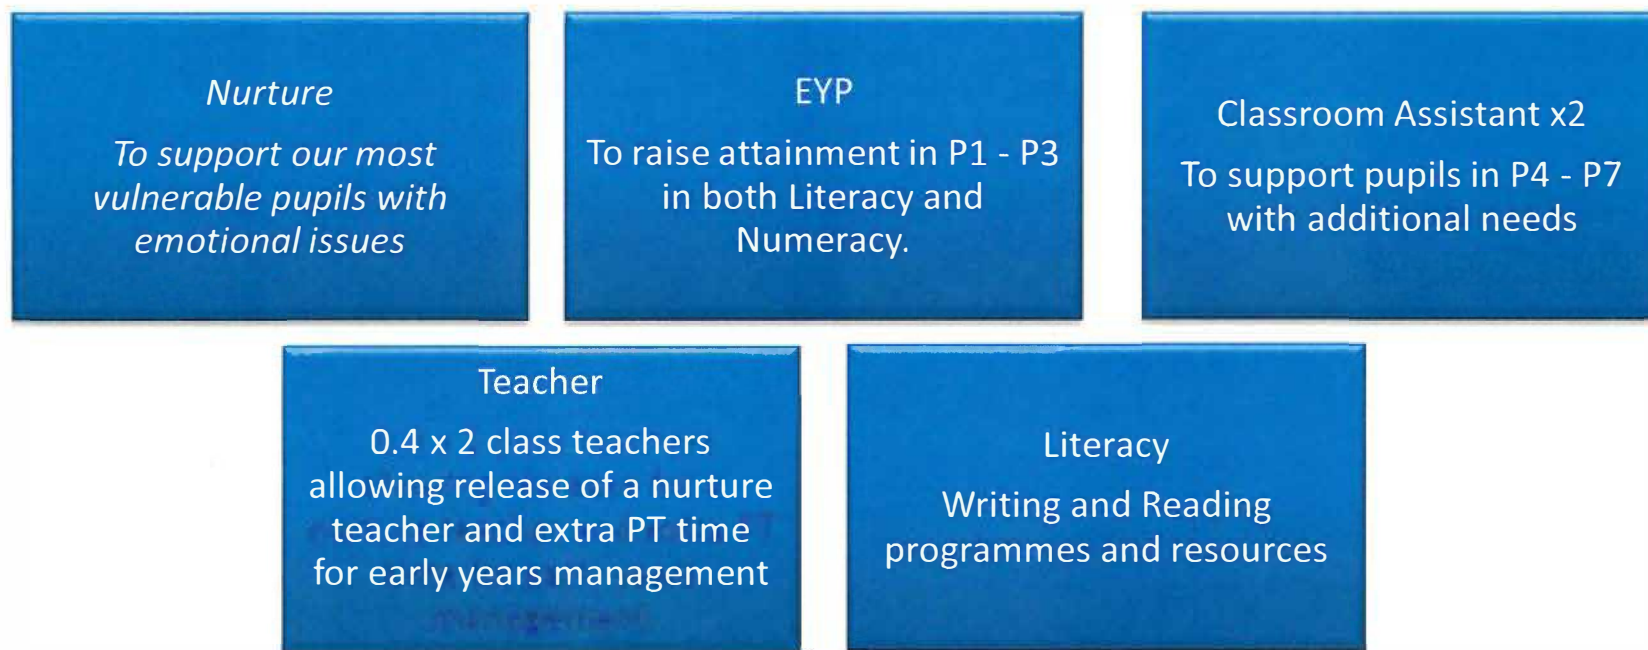 Nurture
To support our most
vulnerable pupils with
emotional issues
EYP
To raise attainment in P1 - P3
in both Literacy and
Numeracy.
Classroom Assistant x2
To support pupils in P4 - P7
with additional needs
Teacher
0.4 x 2 class teachers
allowing release of a nurture
teacher and extra PT time
for early years management
Literacy
Writing and Reading
programmes and resources